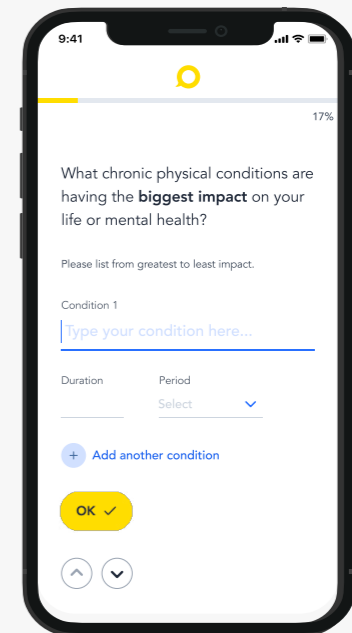 9:41
17%
What chronic physical conditions are
having the biggest impact on your
life or mental health?
Please list from greatest to least impact.
Condition 1
Type your condition here...
Duration Period
Select
+ Add another condition
OK